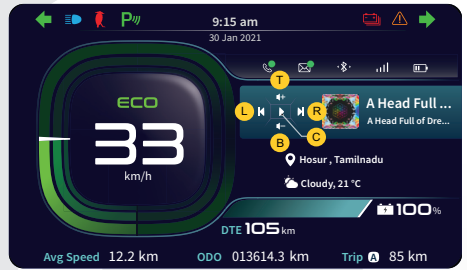 P
9:15 am
30 Jan 2021
T
ECO
L
R
A Head Full ...
A Head Full of Dre...
33
C
B
km/h
Hosur , Tamilnadu
Cloudy, 21 °C
100%
DTE 105 km
Avg Speed 12.2 km ODO 013614.3 km Trip A 85 km